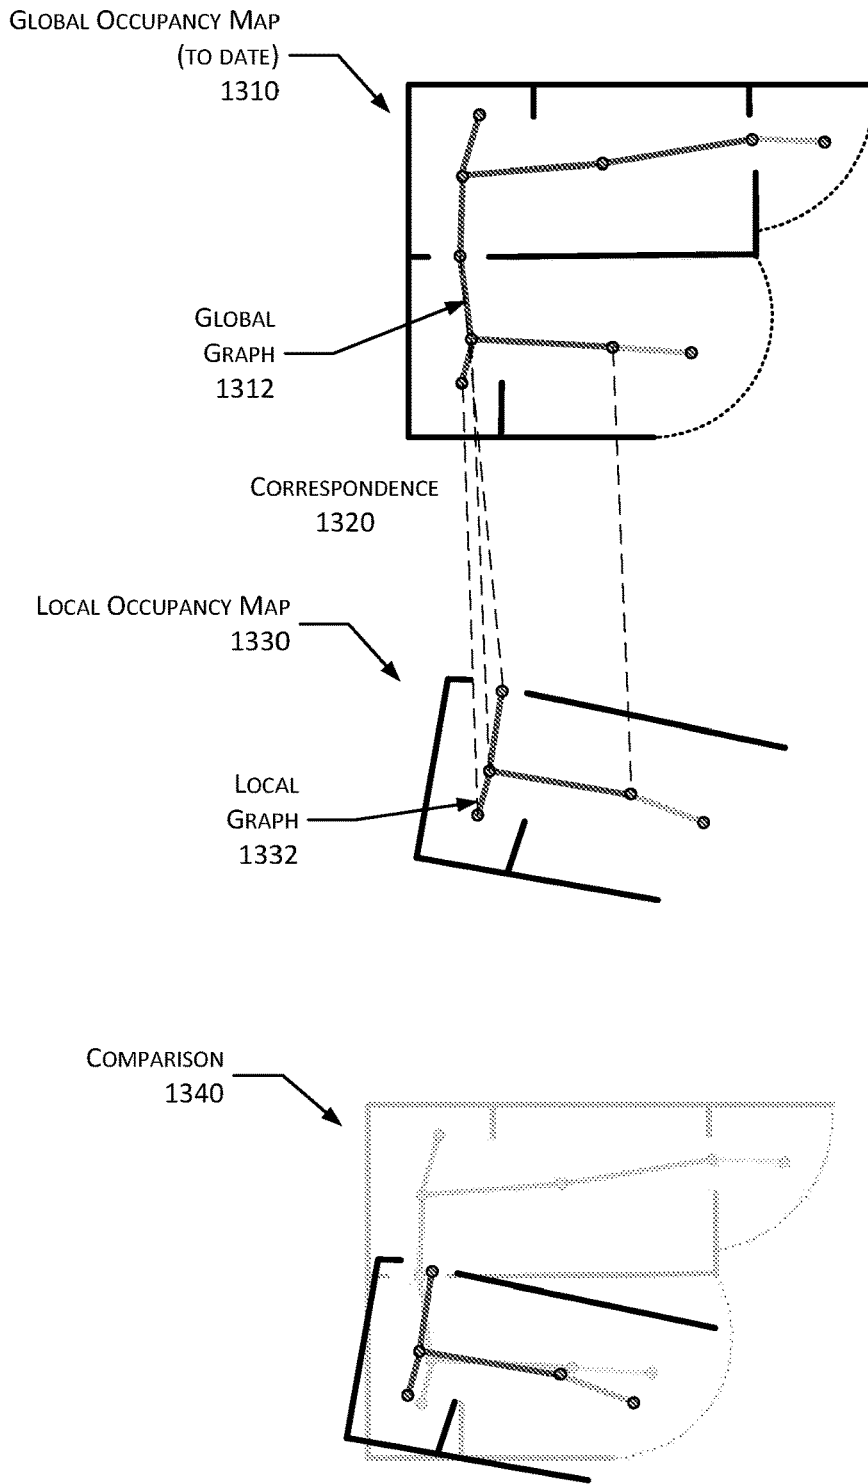 GLOBAL OCCUPANCY MAP
(TO DATE)
1310
GLOBAL
GRAPH
1312
CORRESPONDENCE
1320
LOCAL OCCUPANCY MAP
1330
LOCAL
GRAPH
1332
COMPARISON
1340